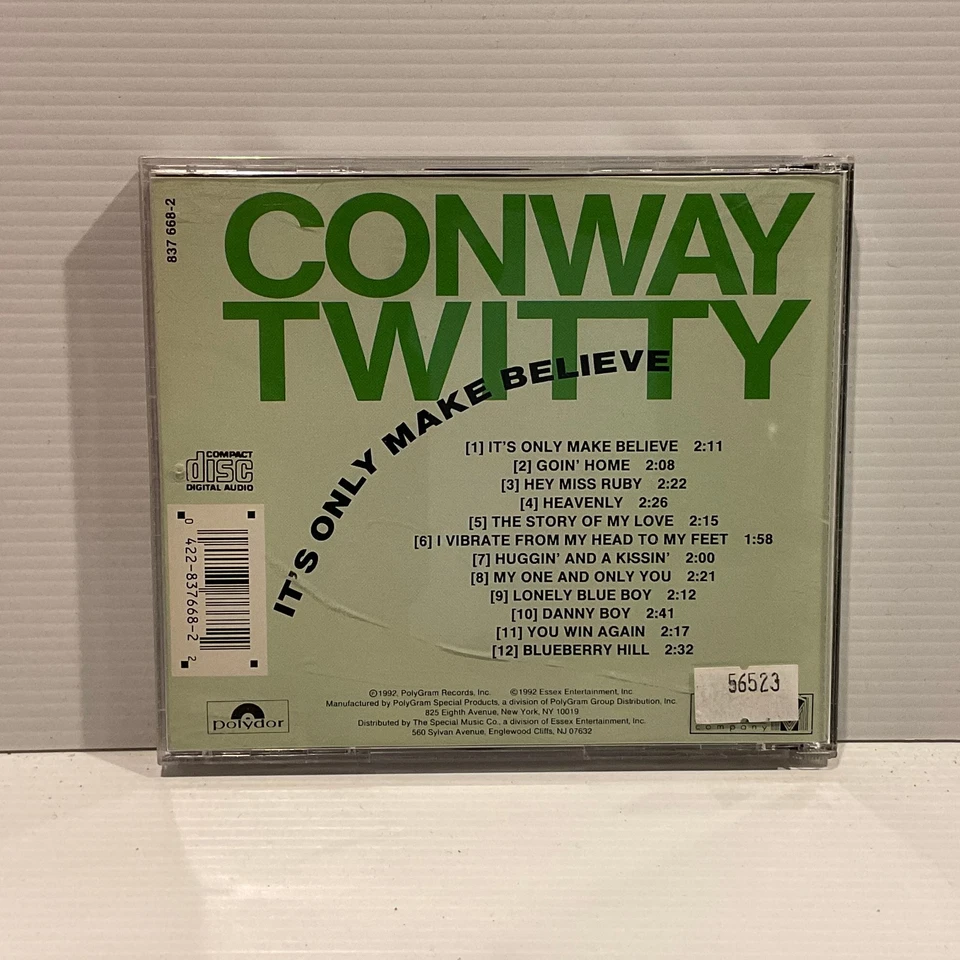 837 668-2
CONWAY
TWITTY
IT'S ONLY MAKE BELIEVE
[1] IT'S ONLY MAKE BELIEVE 2:11
[2] GOIN' HOME 2:08
[3] HEY MISS RUBY 2:22
[4] HEAVENLY 2:26
[5] THE STORY OF MY LOVE 2:15
[6] I VIBRATE FROM MY HEAD TO MY FEET 1:58
[7] HUGGIN' AND A KISSIN' 2:00
[8] MY ONE AND ONLY YOU 2:21
[9] LONELY BLUE BOY 2:12
[10] DANNY BOY 2:41
[11] YOU WIN AGAIN 2:17
[12] BLUEBERRY HILL 2:32
COMPACT
disc
DIGITAL AUDIO
0 422-837668-2 2
polydor
Ⓟ1992, PolyGram Records, Inc. ©1992 Essex Entertainment, Inc
Manufactured by PolyGram Special Products, a division of PolyGram Group Distribution, Inc.
825 Eighth Avenue, New York, NY 10019
Distributed by The Special Music Co., a division of Essex Entertainment, Inc.
560 Sylvan Avenue, Englewood Cliffs, NJ 07632
56523
company